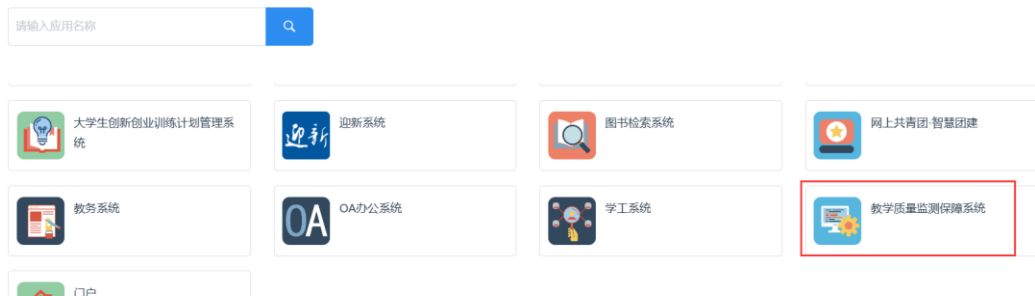 请输入应用名称
大学生创新创业训练计划管理系
统
迎新
迎新系统
图书检索系统
网上共青团·智慧团建
教务系统
OA
OA办公系统
学工系统
教学质量监测保障系统
门户